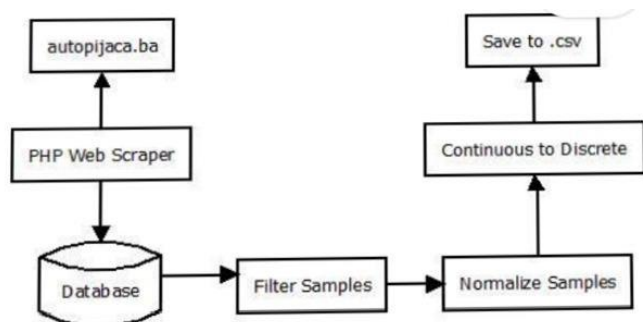 autopijaca.ba
Save to .csv
PHP Web Scraper
Continuous to Discrete
Database
Filter Samples
Normalize Samples